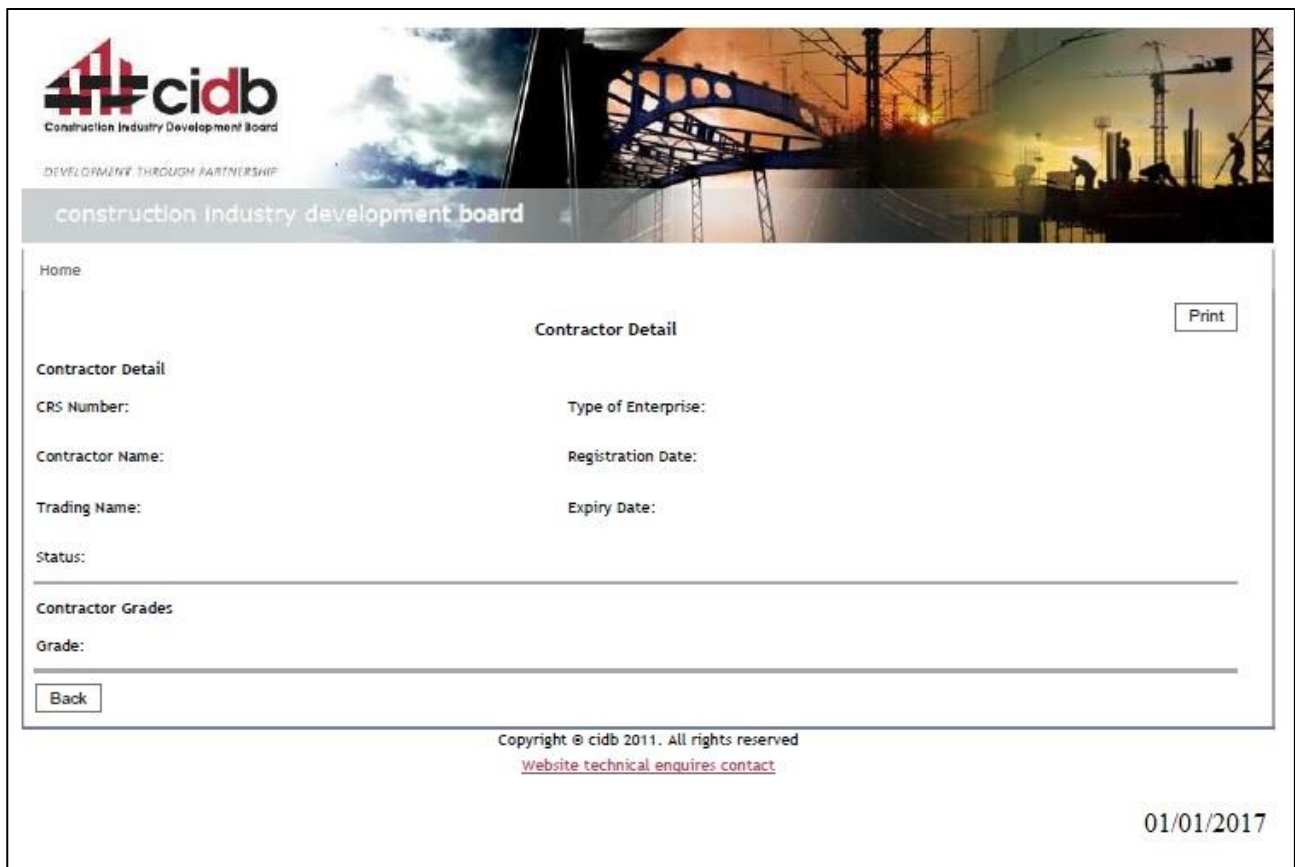 cidb
Construction Industry Development Board
DEVELOPMENT THROUGH PARTNERSHIP
construction industry development board
Home
Print
Contractor Detail
Contractor Detail
CRS Number: Type of Enterprise:
Contractor Name: Registration Date:
Trading Name: Expiry Date:
Status:
Contractor Grades
Grade:
Back
Copyright © cidb 2011. All rights reserved
Website technical enquires contact
01/01/2017